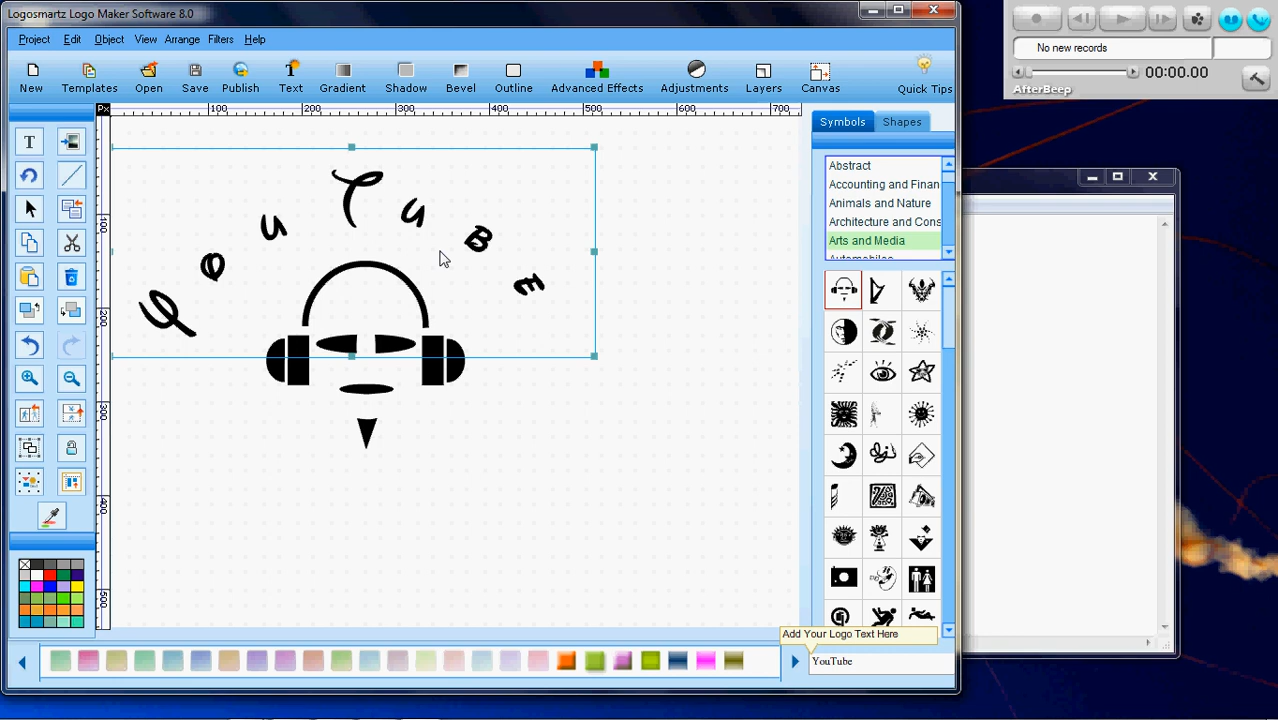 Logosmartz Logo Maker Software 8.0
Project Edit Object View Arrange Filters Help
New Templates Open Save Publish Text Gradient Shadow Bevel Outline Advanced Effects Adjustments Layers Canvas Quick Tips
Px 100 200 300 400 500 600 700
Symbols Shapes
Abstract
Accounting and Finan
Animals and Nature
Architecture and Cons
Arts and Media
100
200
300
400
500
YouTuBE
Add Your Logo Text Here
YouTube
No new records
00:00.00
AfterBeep